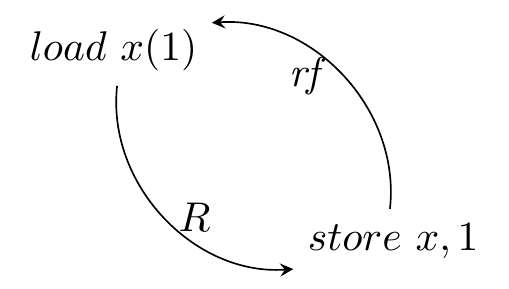 load x(1)
rf
R
store x, 1